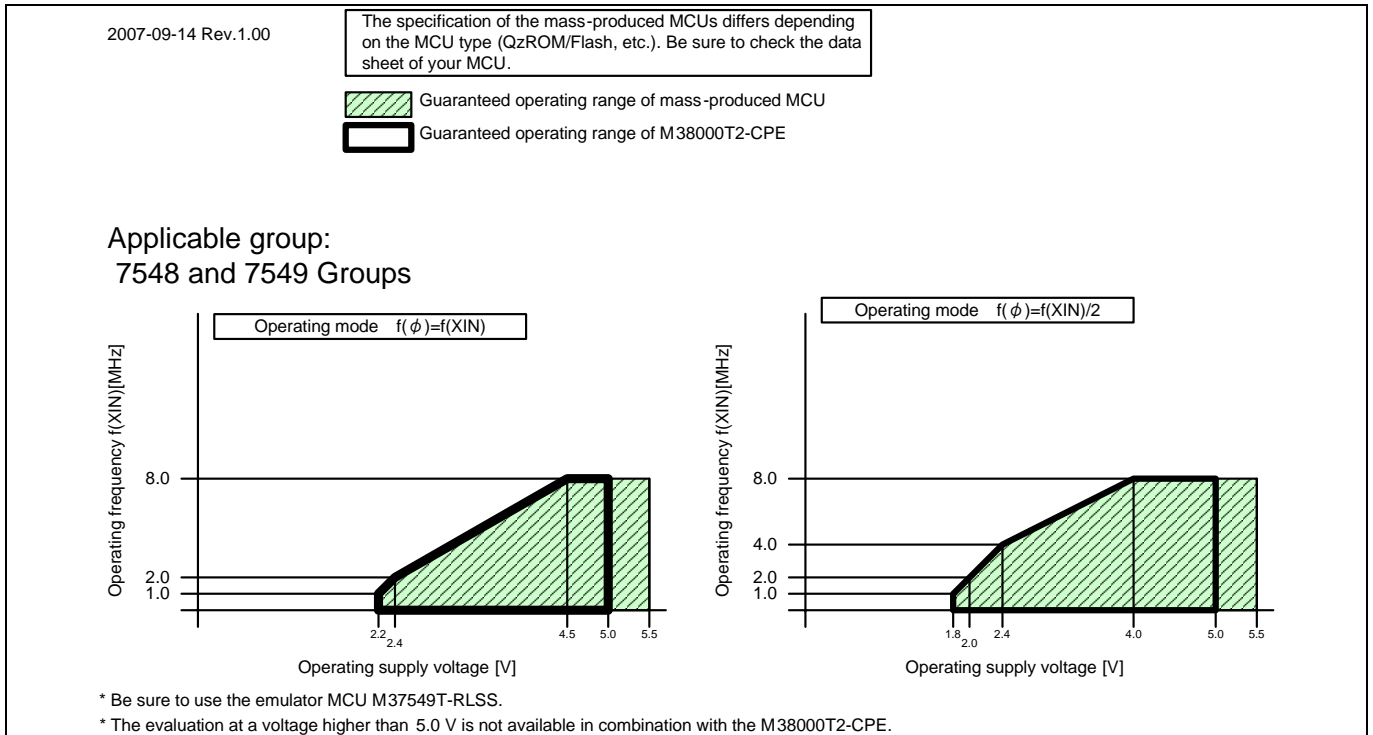 2007-09-14 Rev.1.00
The specification of the mass-produced MCUs differs depending
on the MCU type (QzROM/Flash, etc.). Be sure to check the data
sheet of your MCU.
Guaranteed operating range of mass-produced MCU
Guaranteed operating range of M38000T2-CPE
Applicable group:
7548 and 7549 Groups
Operating mode f(ϕ)=f(XIN)
Operating frequency f(XIN)[MHz]
8.0
2.0
1.0
2.2
2.4
4.5
5.0
5.5
Operating supply voltage [V]
Operating mode f(ϕ)=f(XIN)/2
Operating frequency f(XIN)[MHz]
8.0
4.0
2.0
1.0
1.8
2.0
2.4
4.0
5.0
5.5
Operating supply voltage [V]
* Be sure to use the emulator MCU M37549T-RLSS.
* The evaluation at a voltage higher than 5.0 V is not available in combination with the M38000T2-CPE.